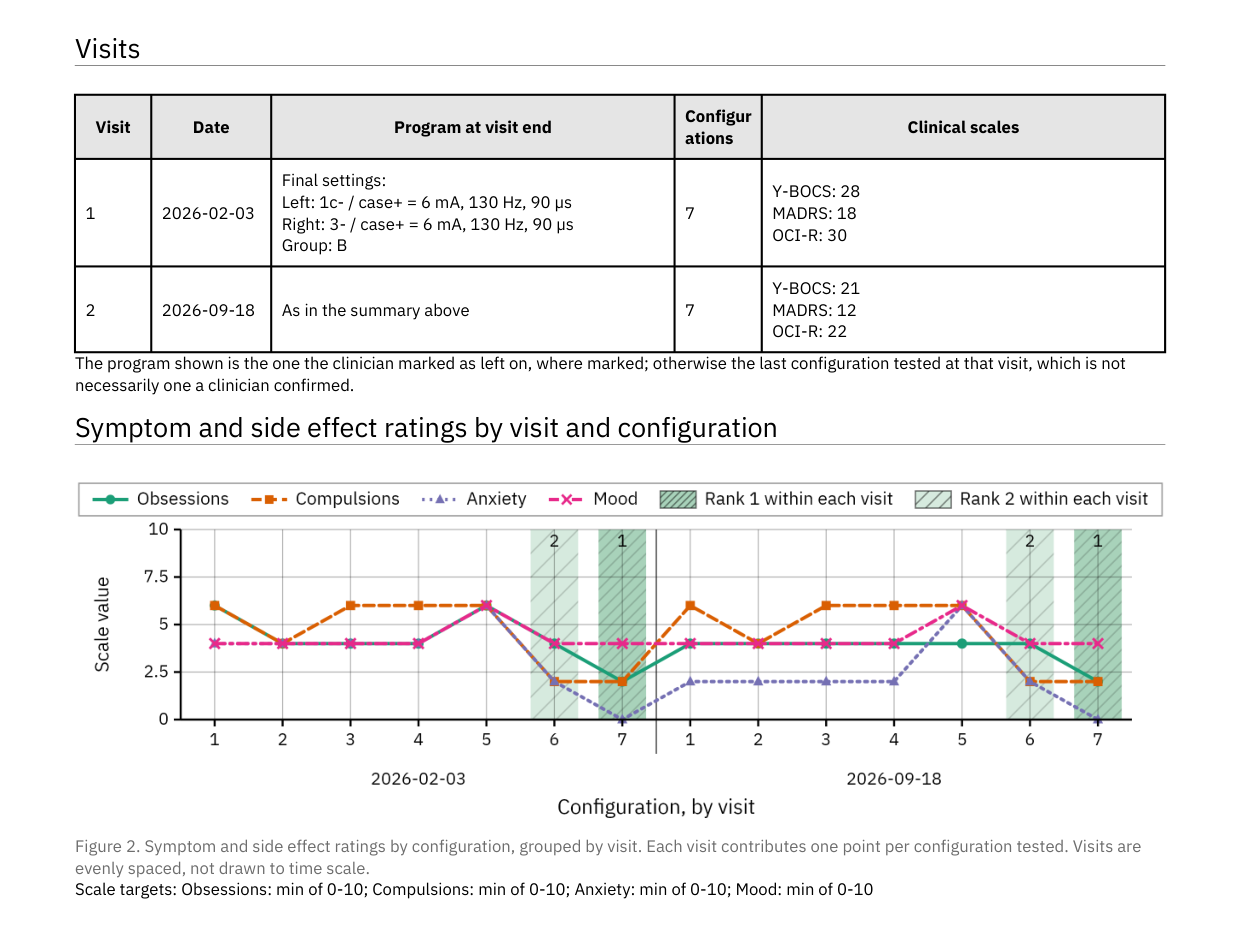 Visits
Visit
Date
Program at visit end
Configur
ations
Clinical scales
1
2026-02-03
Final settings:
Left: 1c- / case+ = 6 mA, 130 Hz, 90 µs
Right: 3- / case+ = 6 mA, 130 Hz, 90 µs
Group: B
7
Y-BOCS: 28
MADRS: 18
OCI-R: 30
2
2026-09-18
As in the summary above
7
Y-BOCS: 21
MADRS: 12
OCI-R: 22
The program shown is the one the clinician marked as left on, where marked; otherwise the last configuration tested at that visit, which is not
necessarily one a clinician confirmed.
Symptom and side effect ratings by visit and configuration
Obsessions Compulsions Anxiety Mood Rank 1 within each visit Rank 2 within each visit
Scale value
10
7.5
5
2.5
0
2 1 2 1
1 2 3 4 5 6 7 1 2 3 4 5 6 7
2026-02-03 2026-09-18
Configuration, by visit
Figure 2. Symptom and side effect ratings by configuration, grouped by visit. Each visit contributes one point per configuration tested. Visits are
evenly spaced, not drawn to time scale.
Scale targets: Obsessions: min of 0-10; Compulsions: min of 0-10; Anxiety: min of 0-10; Mood: min of 0-10